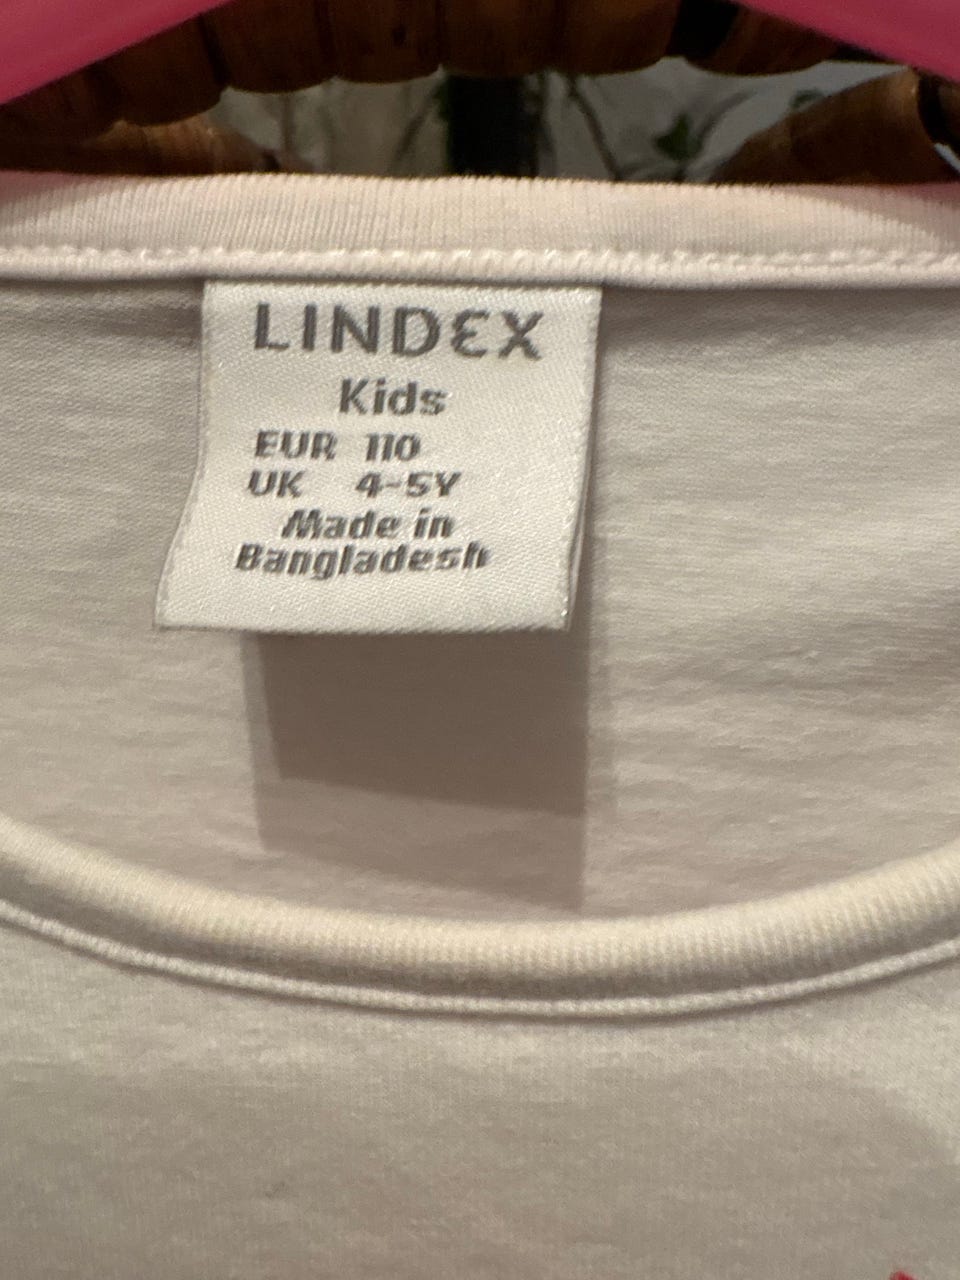 LINDEX
Kids
EUR 110
UK 4-5Y
Made in
Bangladesh